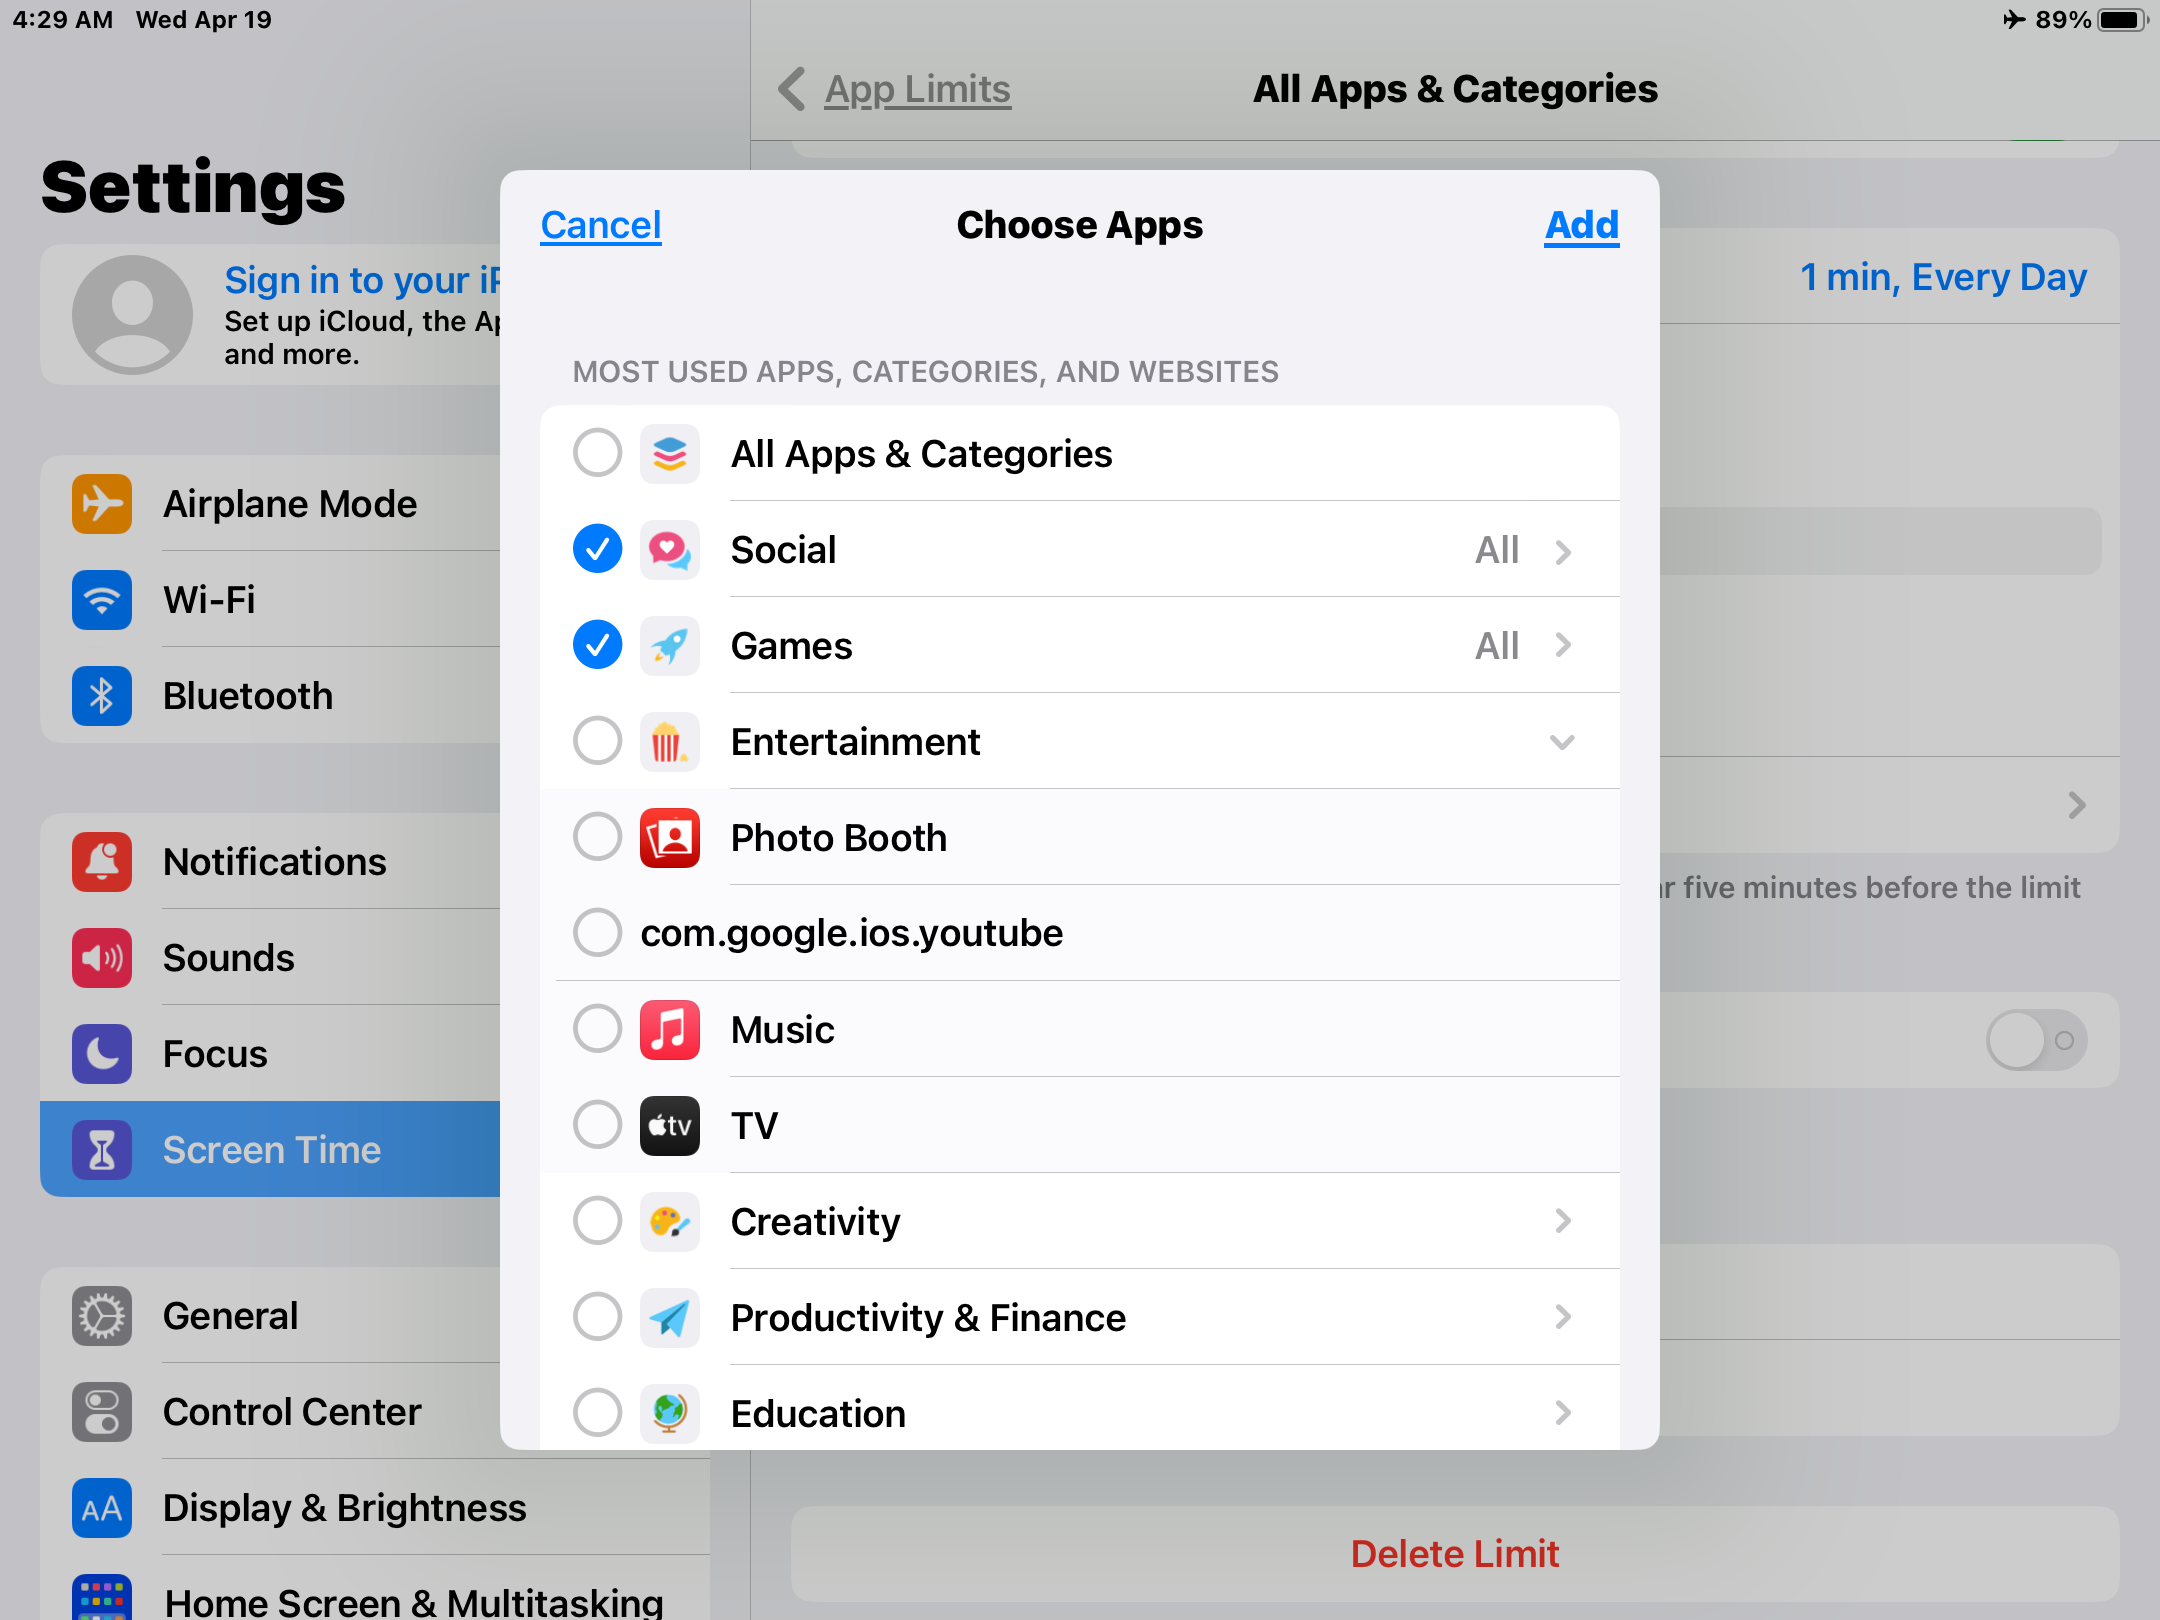 4:29 AM Wed Apr 19
89%
Settings
Sign in to your iP
Set up iCloud, the Ap
and more.
Airplane Mode
Wi-Fi
Bluetooth
Notifications
Sounds
Focus
Screen Time
General
Control Center
Display & Brightness
Home Screen & Multitasking
App Limits
All Apps & Categories
1 min, Every Day
five minutes before the limit
Delete Limit
Cancel
Choose Apps
Add
MOST USED APPS, CATEGORIES, AND WEBSITES
All Apps & Categories
Social All
Games All
Entertainment
Photo Booth
com.google.ios.youtube
Music
tv TV
Creativity
Productivity & Finance
Education